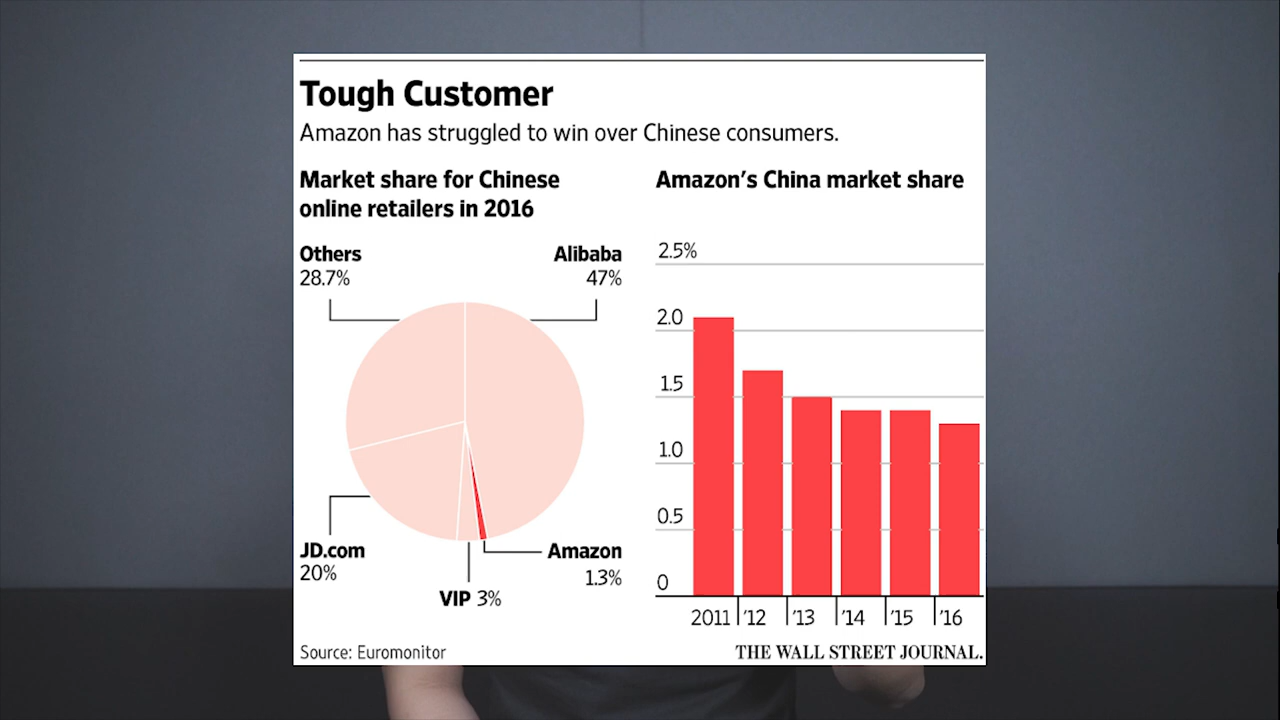 Tough Customer
Amazon has struggled to win over Chinese consumers.
Market share for Chinese
online retailers in 2016
Others
28.7%
Alibaba
47%
JD.com
20%
VIP 3%
Amazon
1.3%
Source: Euromonitor
Amazon’s China market share
2.5%
2.0
1.5
1.0
0.5
0
2011 ’12 ’13 ’14 ’15 ’16
THE WALL STREET JOURNAL.